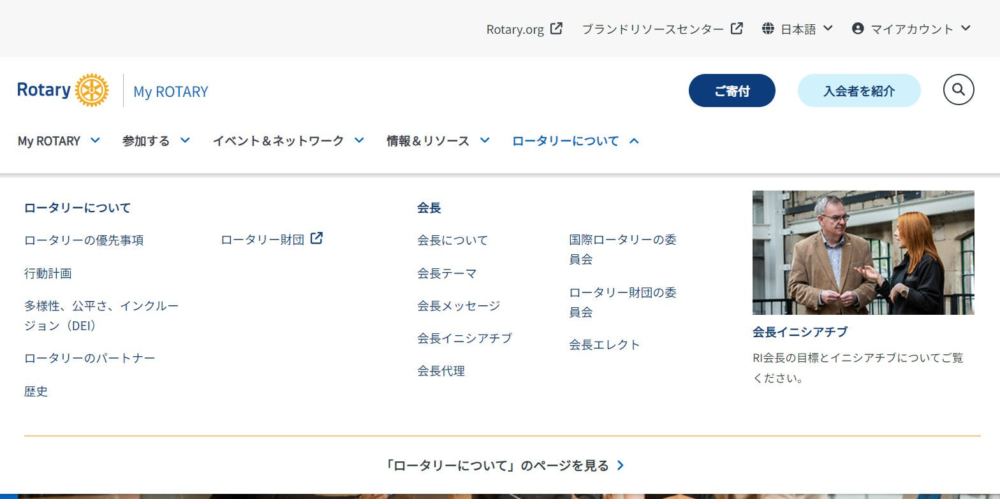 Rotary.org
ブランドリソースセンター
日本語
マイアカウント
Rotary
My ROTARY
ご寄付
入会者を紹介
My ROTARY
参加する
イベント＆ネットワーク
情報＆リソース
ロータリーについて
ロータリーについて
ロータリーの優先事項
行動計画
多様性、公平さ、インクルー
ジョン（DEI）
ロータリーのパートナー
歴史
ロータリー財団
会長
会長について
会長テーマ
会長メッセージ
会長イニシアチブ
会長代理
国際ロータリーの委
員会
ロータリー財団の委
員会
会長エレクト
会長イニシアチブ
RI会長の目標とイニシアチブについてご覧
ください。
「ロータリーについて」のページを見る